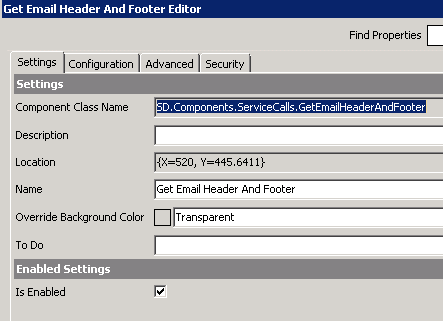 Get Email Header And Footer Editor
Find Properties
Settings Configuration Advanced Security
Settings
Component Class Name SD.Components.ServiceCalls.GetEmailHeaderAndFooter
Description
Location {X=520, Y=445.6411}
Name Get Email Header And Footer
Override Background Color Transparent
To Do
Enabled Settings
Is Enabled